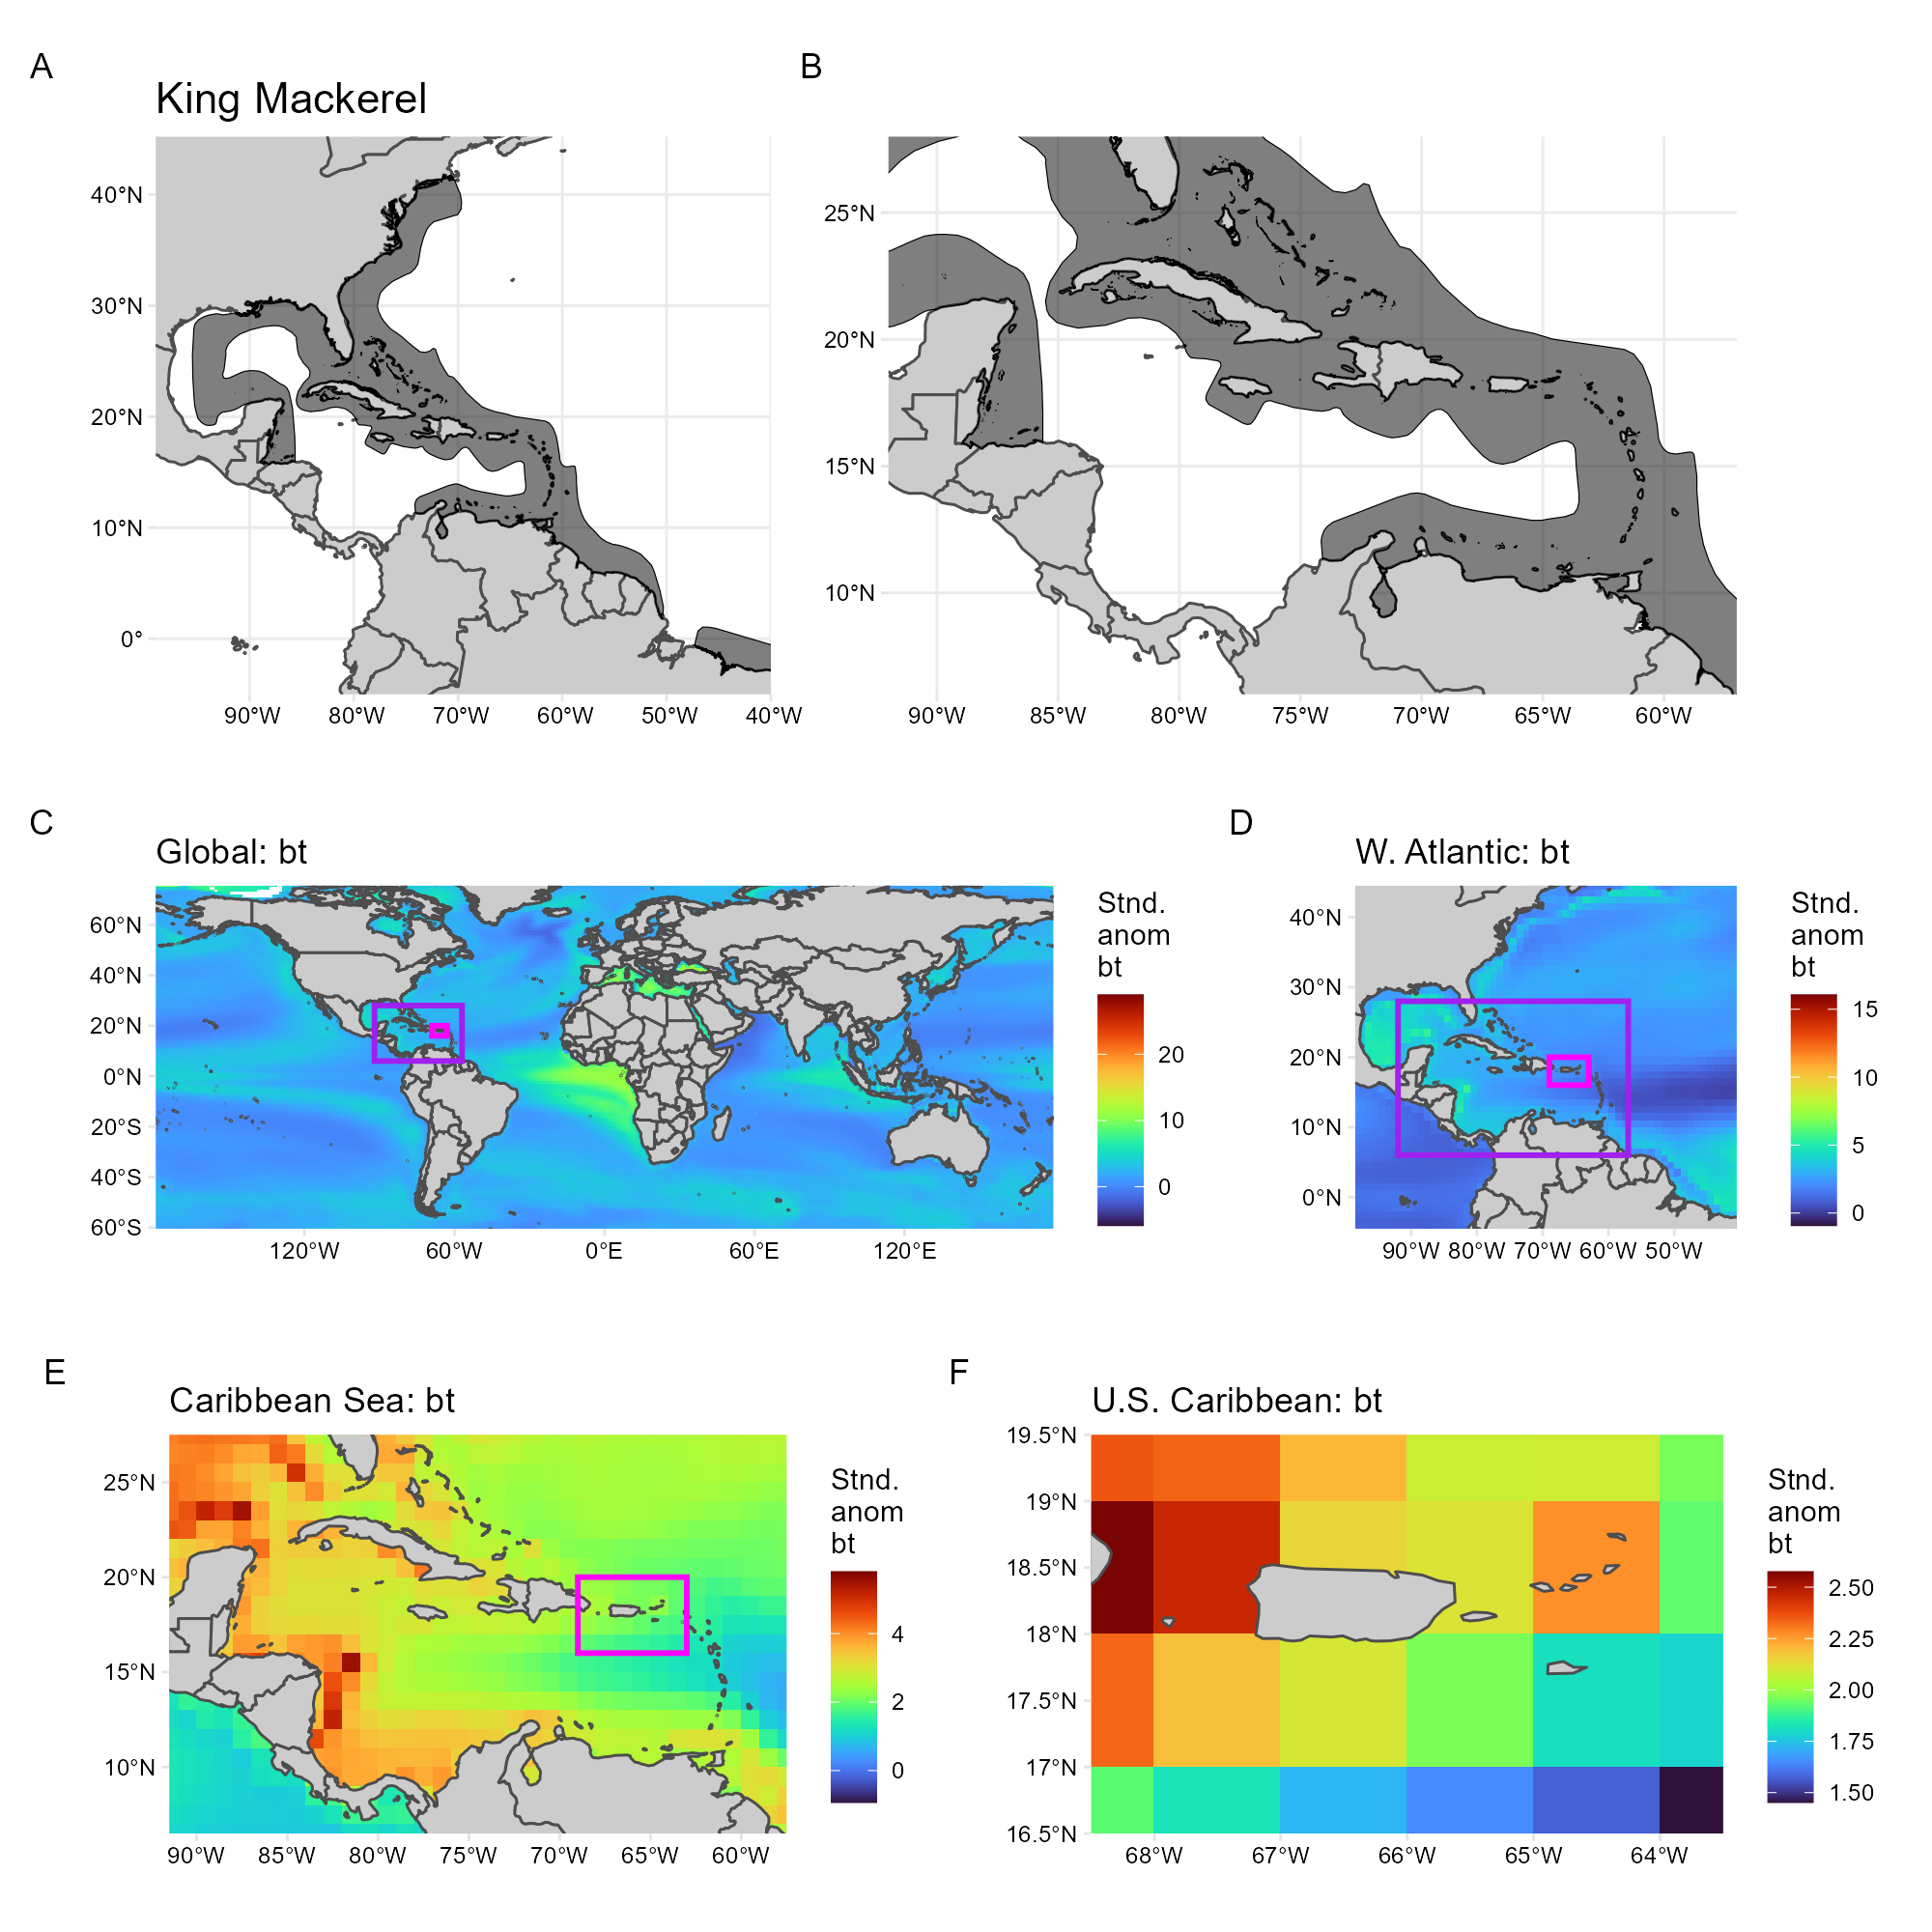 A
B
King Mackerel
40°N
30°N
20°N
10°N
0°
90°W
80°W
70°W
60°W
50°W
40°W
25°N
20°N
15°N
10°N
90°W
85°W
80°W
75°W
70°W
65°W
60°W
C
Global: bt
60°N
40°N
20°N
0°N
20°S
40°S
60°S
120°W
60°W
0°E
60°E
120°E
Stnd.
anom
bt
20
10
0
D
W. Atlantic: bt
40°N
30°N
20°N
10°N
0°N
90°W
80°W
70°W
60°W
50°W
Stnd.
anom
bt
15
10
5
0
E
Caribbean Sea: bt
25°N
20°N
15°N
10°N
90°W
85°W
80°W
75°W
70°W
65°W
60°W
Stnd.
anom
bt
4
2
0
F
U.S. Caribbean: bt
19.5°N
19°N
18.5°N
18°N
17.5°N
17°N
16.5°N
68°W
67°W
66°W
65°W
64°W
Stnd.
anom
bt
2.50
2.25
2.00
1.75
1.50